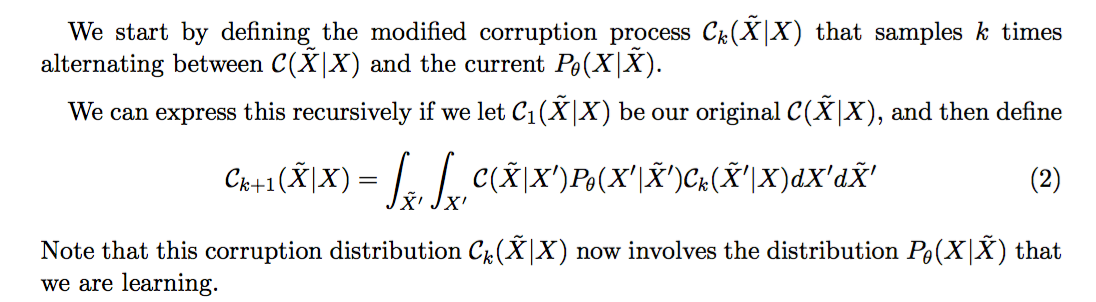 We start by defining the modified corruption process $\mathcal{C}_k(\tilde{X}|X)$ that samples $k$ times
alternating between $\mathcal{C}(\tilde{X}|X)$ and the current $P_\theta(X|\tilde{X})$.
We can express this recursively if we let $\mathcal{C}_1(\tilde{X}|X)$ be our original $\mathcal{C}(\tilde{X}|X)$, and then define
$\mathcal{C}_{k+1}(\tilde{X}|X) = \int_{\tilde{X}'} \int_{X'} \mathcal{C}(\tilde{X}|X')P_\theta(X'|\tilde{X}')\mathcal{C}_k(\tilde{X}'|X)dX'd\tilde{X}'$ (2)
Note that this corruption distribution $\mathcal{C}_k(\tilde{X}|X)$ now involves the distribution $P_\theta(X|\tilde{X})$ that
we are learning.